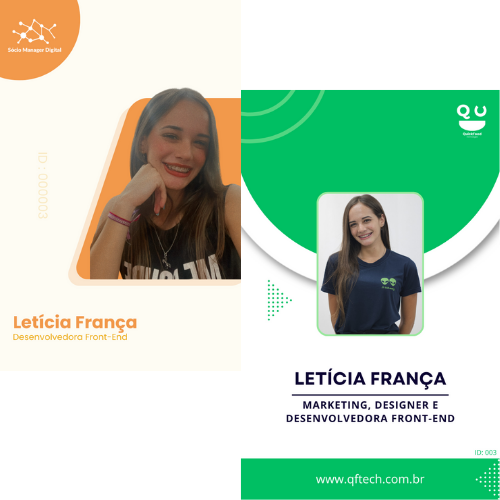 Sócio Manager Digital
ID : 000003
Letícia França
Desenvolvedora Front-End
QU
LETÍCIA FRANÇA
MARKETING, DESIGNER E
DESENVOLVEDORA FRONT-END
ID: 003
www.qftech.com.br